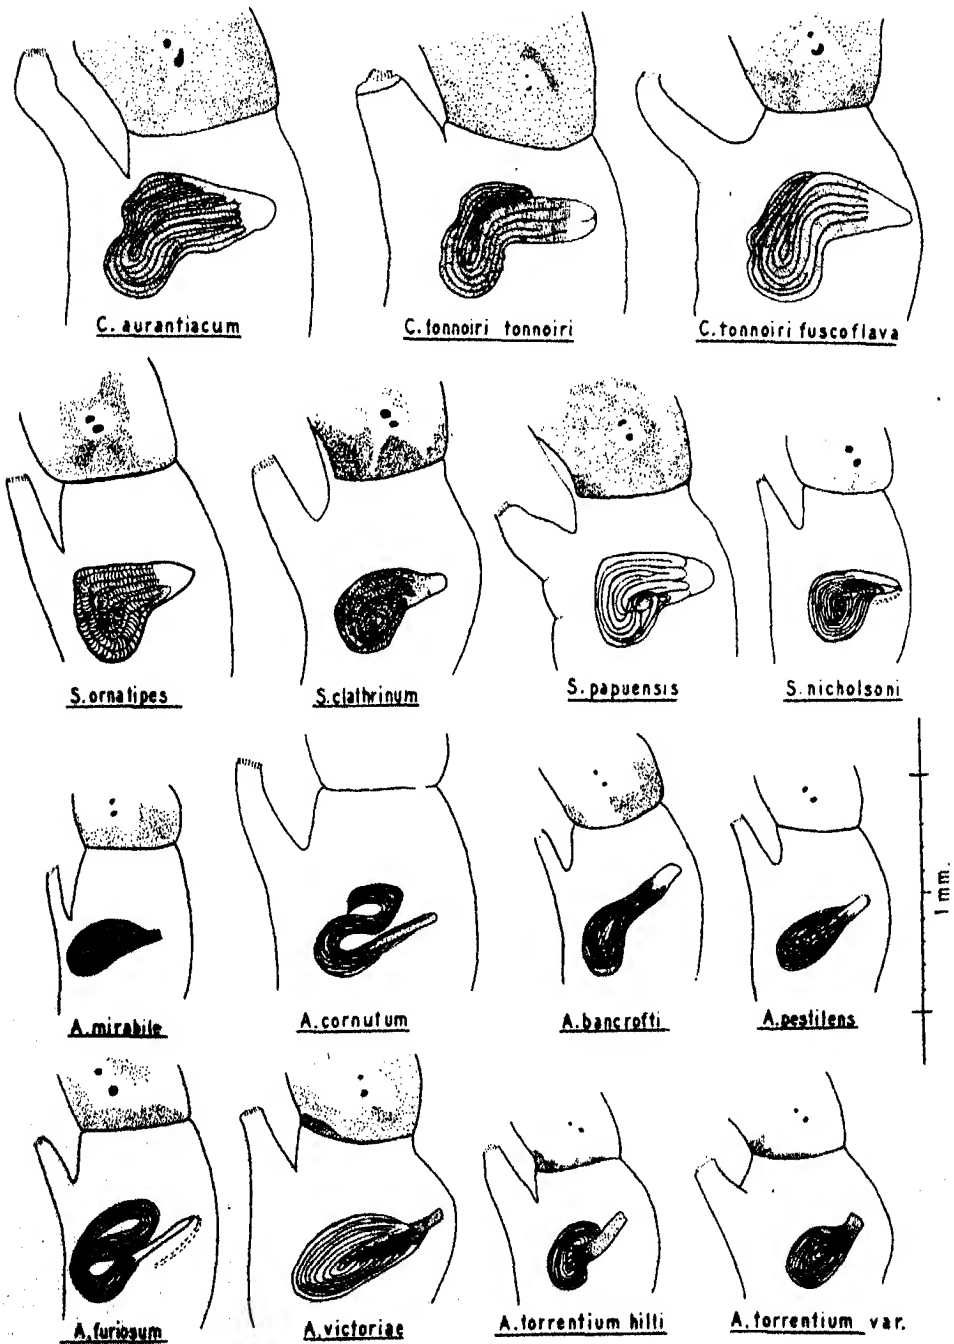 C. aurantiacum
C. tonnoiri tonnoiri
C. tonnoiri fuscoflava
S. ornatipes
S. clathrinum
S. papuensis
S. nicholsoni
1 mm.
A. mirabile
A. cornutum
A. bancrofti
A. pestilens
A. furiosum
A. victoriae
A. torrentium hilli
A. torrentium var.